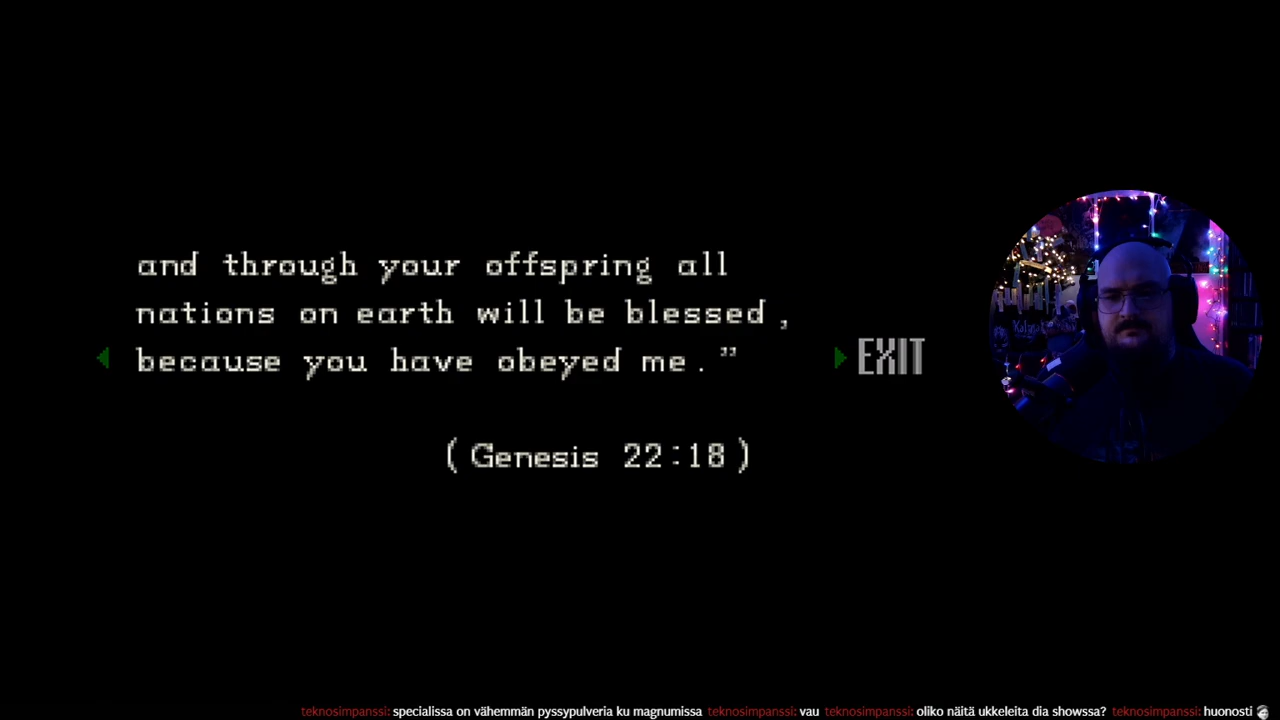 and through your offspring all
nations on earth will be blessed,
because you have obeyed me.”
EXIT
(Genesis 22:18)
teknosimpanssi: specialissa on vähemmän pyssypulveria ku magnumissa teknosimpanssi: vau teknosimpanssi: oliko näitä ukkeleita dia showssa? teknosimpanssi: huonosti